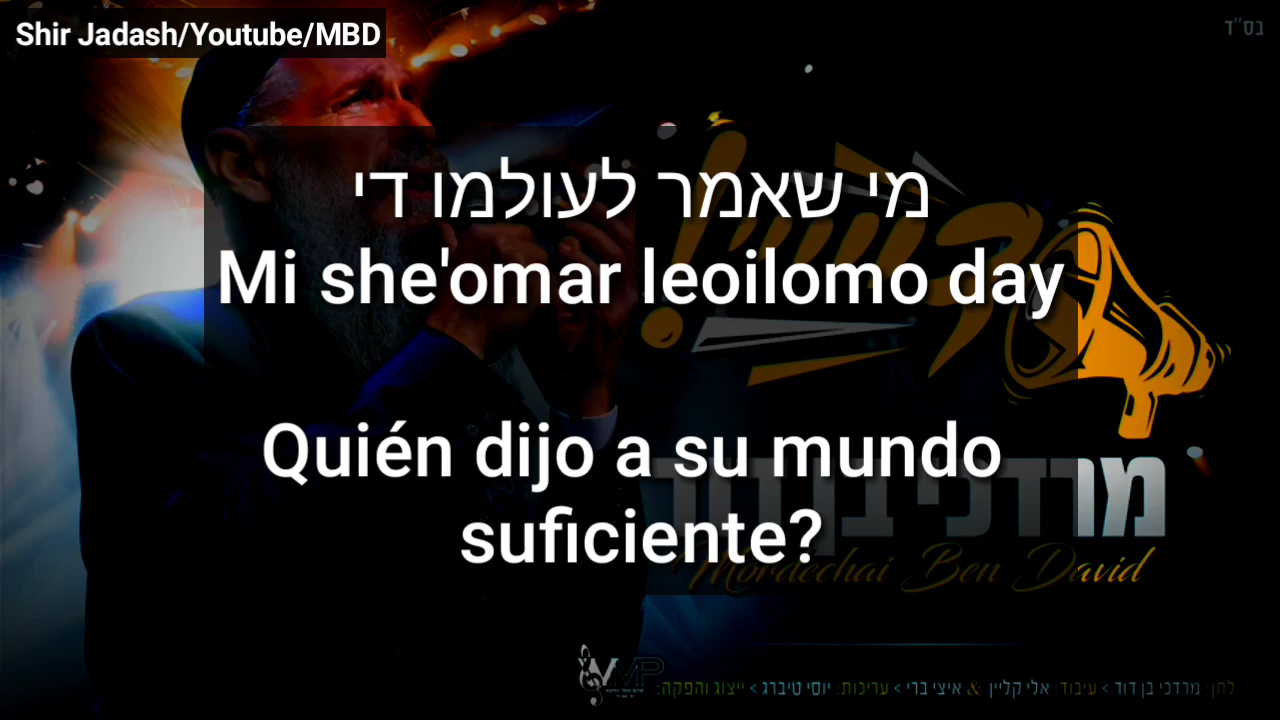 Shir Jadash/Youtube/MBD
בס"ד
מי שאמר לעולמו די
Mi she'omar leoilomo day
Quién dijo a su mundo
suficiente?
מרדכי בן דוד
Mordechai Ben David
VMP
לחן: מרדכי בן דוד > עיבוד: אלי קליין & איצי ברי > עריכות: יוסי טיברג > ייצוג והפקה: